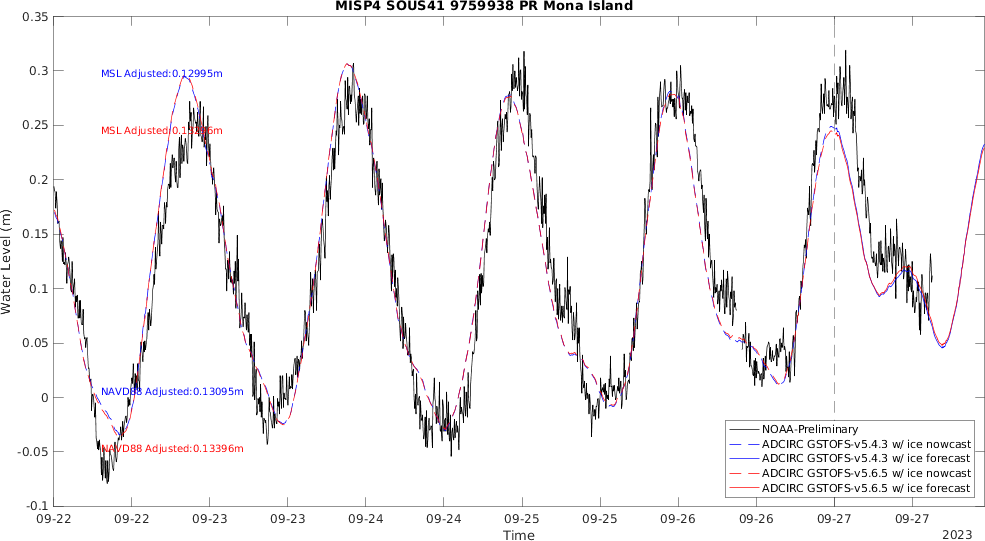 MISP4 SOUS41 9759938 PR Mona Island
0.35
0.3
0.25
0.2
0.15
0.1
0.05
0
-0.05
-0.1
Water Level (m)
MSL Adjusted:0.12995m
MSL Adjusted:
NAVD88 Adjusted:0.13095m
NAVD88 Adjusted:0.13396m
NOAA-Preliminary
ADCIRC GSTOFS-v5.4.3 w/ ice nowcast
ADCIRC GSTOFS-v5.4.3 w/ ice forecast
ADCIRC GSTOFS-v5.6.5 w/ ice nowcast
ADCIRC GSTOFS-v5.6.5 w/ ice forecast
09-22 09-22 09-23 09-23 09-24 09-24 09-25 09-25 09-26 09-26 09-27 09-27
Time
2023